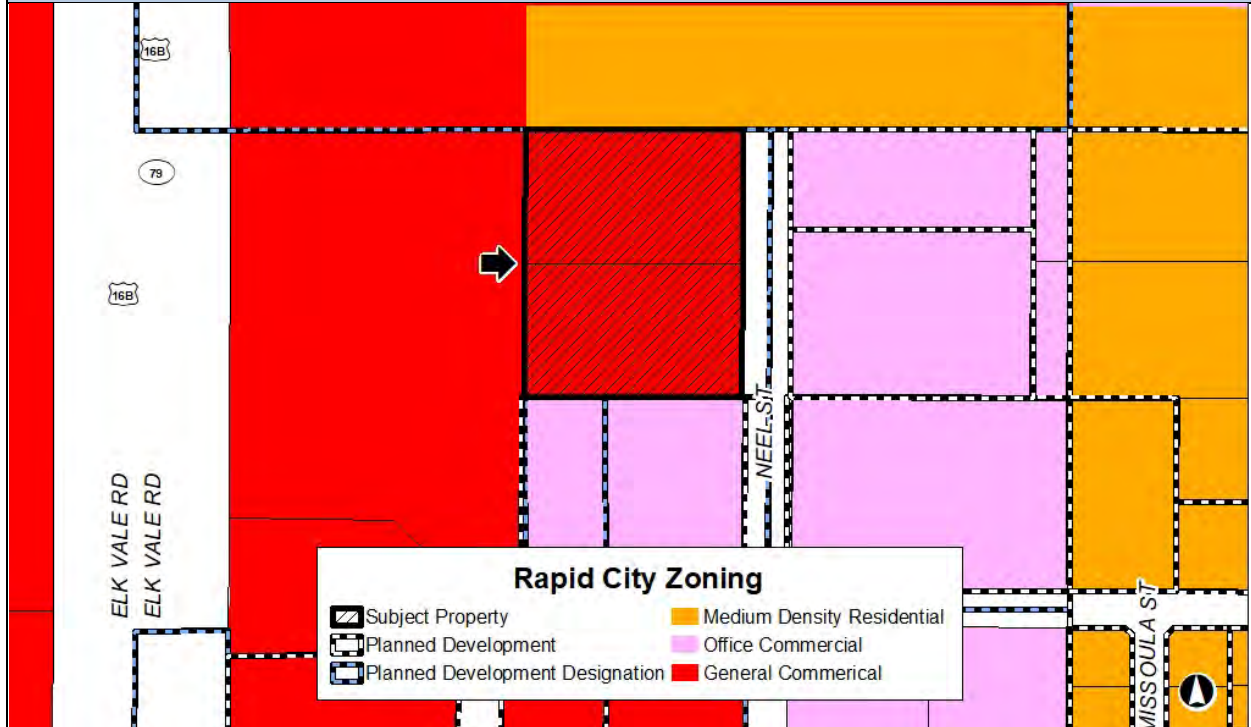 16B
79
16B
NEEL ST
ELK VALE RD
ELK VALE RD
Rapid City Zoning
Subject Property
Planned Development
Planned Development Designation
Medium Density Residential
Office Commercial
General Commerical
MISSOULA ST